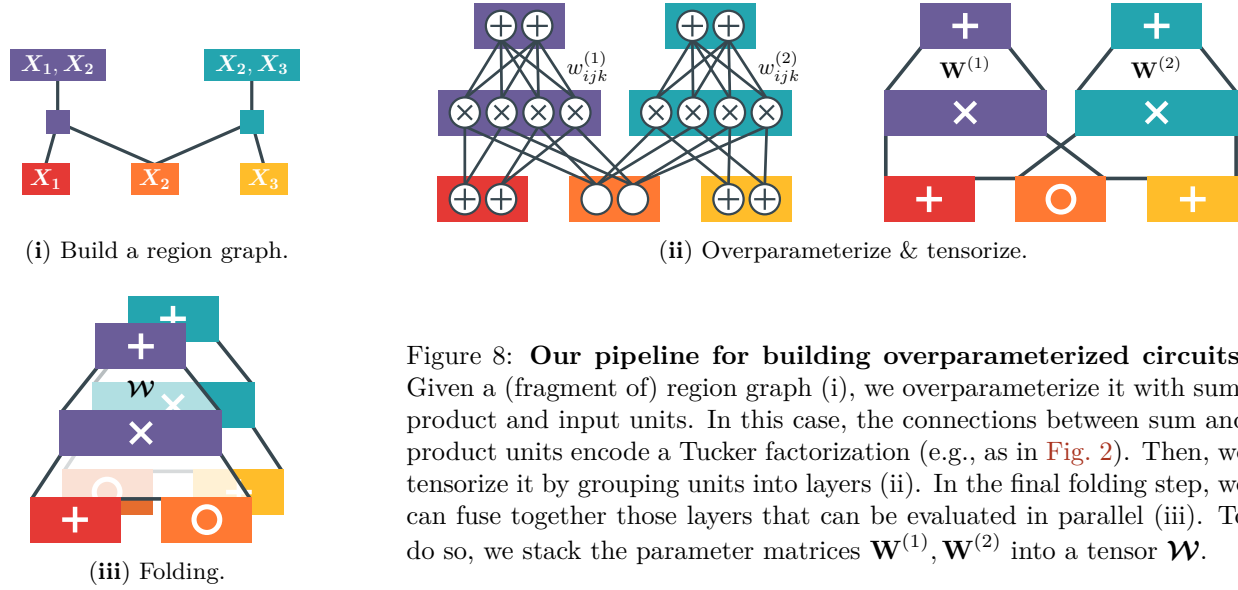 X₁, X₂
X₂, X₃
X₁
X₂
X₃
(i) Build a region graph.
+ + + +
w_{ijk}^{(1)}
w_{ijk}^{(2)}
× × × × × × × ×
+ + + +
+ +
W^{(1)}
W^{(2)}
× ×
+ +
(ii) Overparameterize & tensorize.
+
+
𝓦
×
×
+
+
(iii) Folding.
Figure 8: Our pipeline for building overparameterized circuits
Given a (fragment of) region graph (i), we overparameterize it with sum
product and input units. In this case, the connections between sum and
product units encode a Tucker factorization (e.g., as in Fig. 2). Then, we
tensorize it by grouping units into layers (ii). In the final folding step, we
can fuse together those layers that can be evaluated in parallel (iii). To
do so, we stack the parameter matrices W^{(1)}, W^{(2)} into a tensor 𝓦.